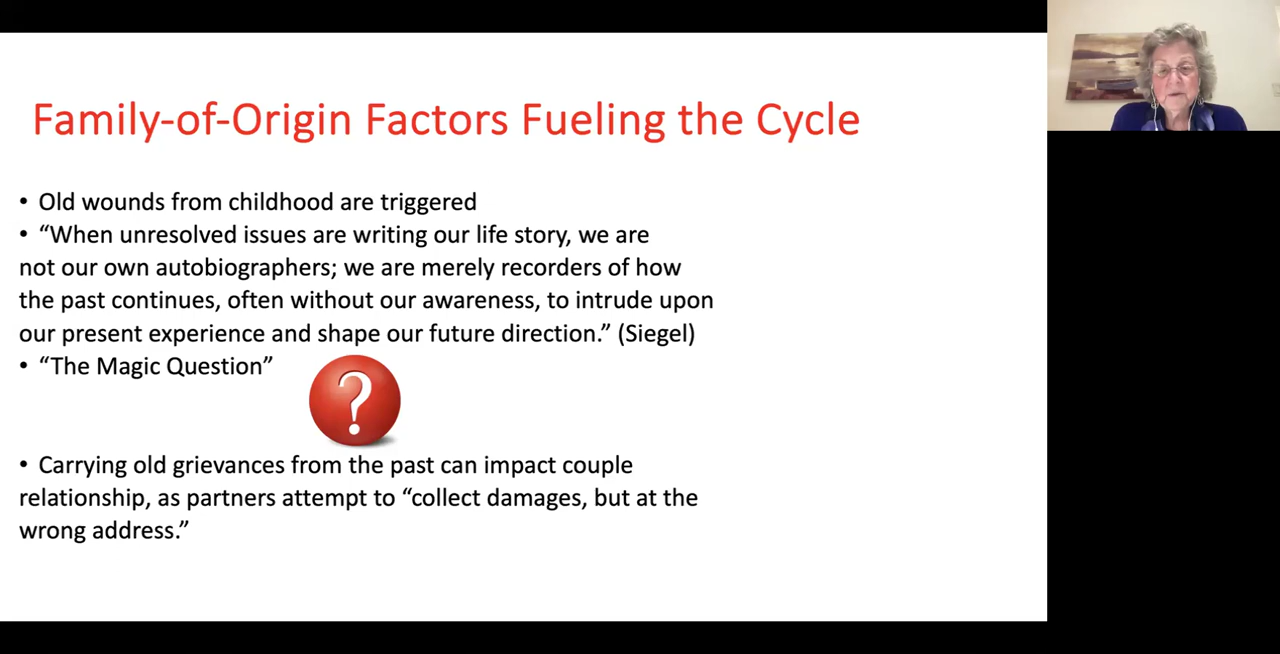 Family-of-Origin Factors Fueling the Cycle
• Old wounds from childhood are triggered
• “When unresolved issues are writing our life story, we are
not our own autobiographers; we are merely recorders of how
the past continues, often without our awareness, to intrude upon
our present experience and shape our future direction.” (Siegel)
• “The Magic Question”
?
• Carrying old grievances from the past can impact couple
relationship, as partners attempt to “collect damages, but at the
wrong address.”